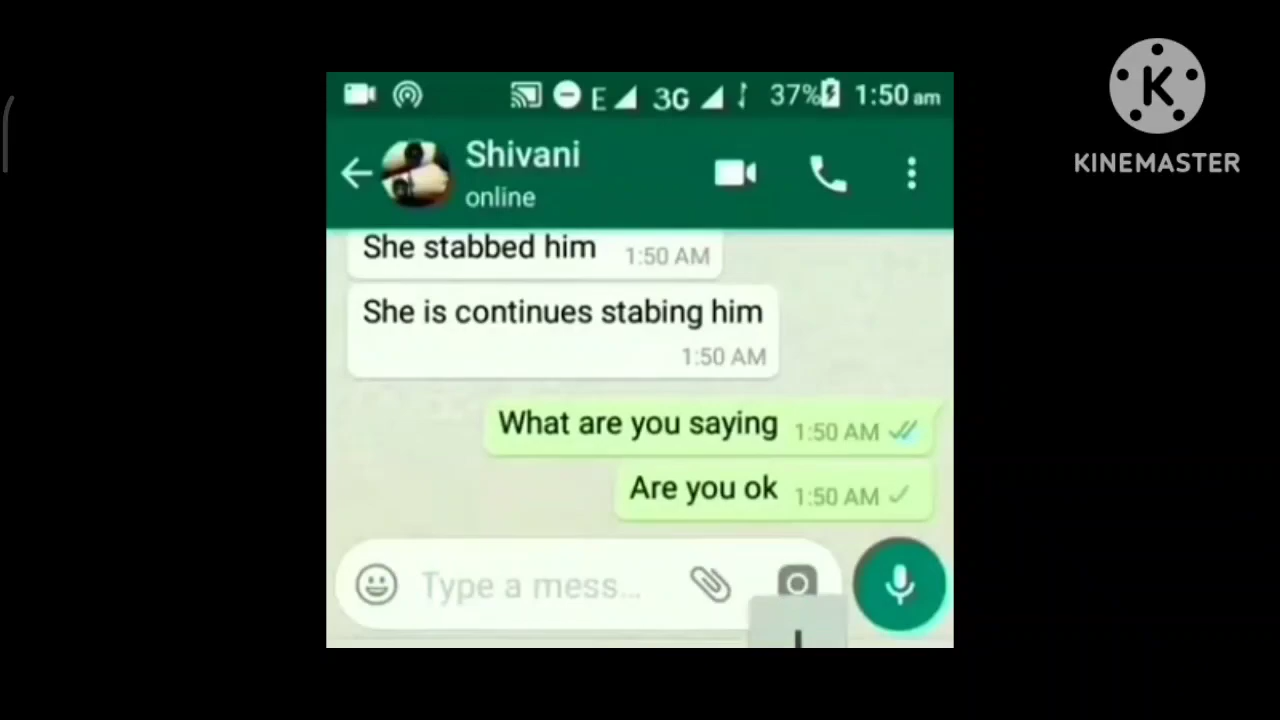 E 3G 37% 1:50 am
KINEMASTER
Shivani
online
She stabbed him 1:50 AM
She is continues stabing him
1:50 AM
What are you saying 1:50 AM
Are you ok 1:50 AM
Type a mess...